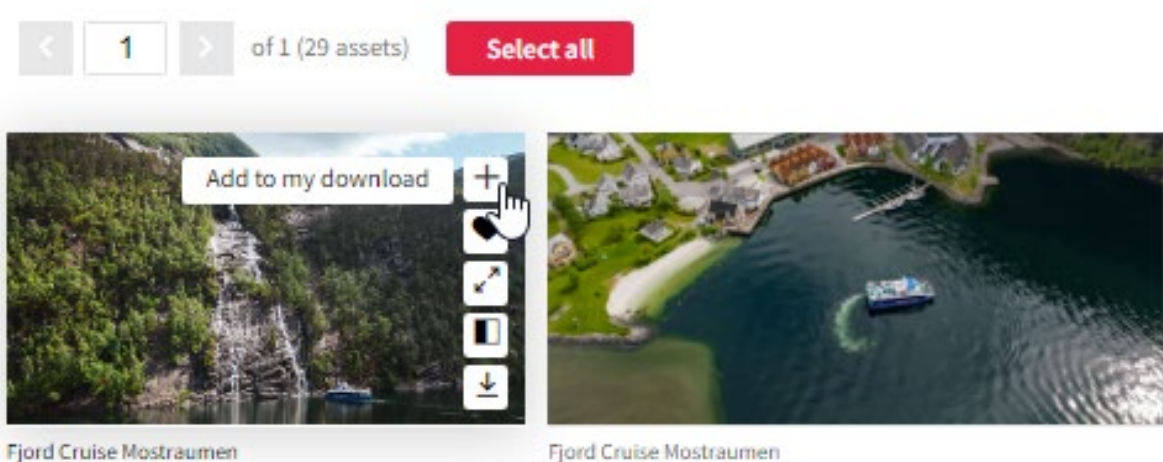 1 of 1 (29 assets) Select all
Add to my download
Fjord Cruise Mostraumen Fjord Cruise Mostraumen